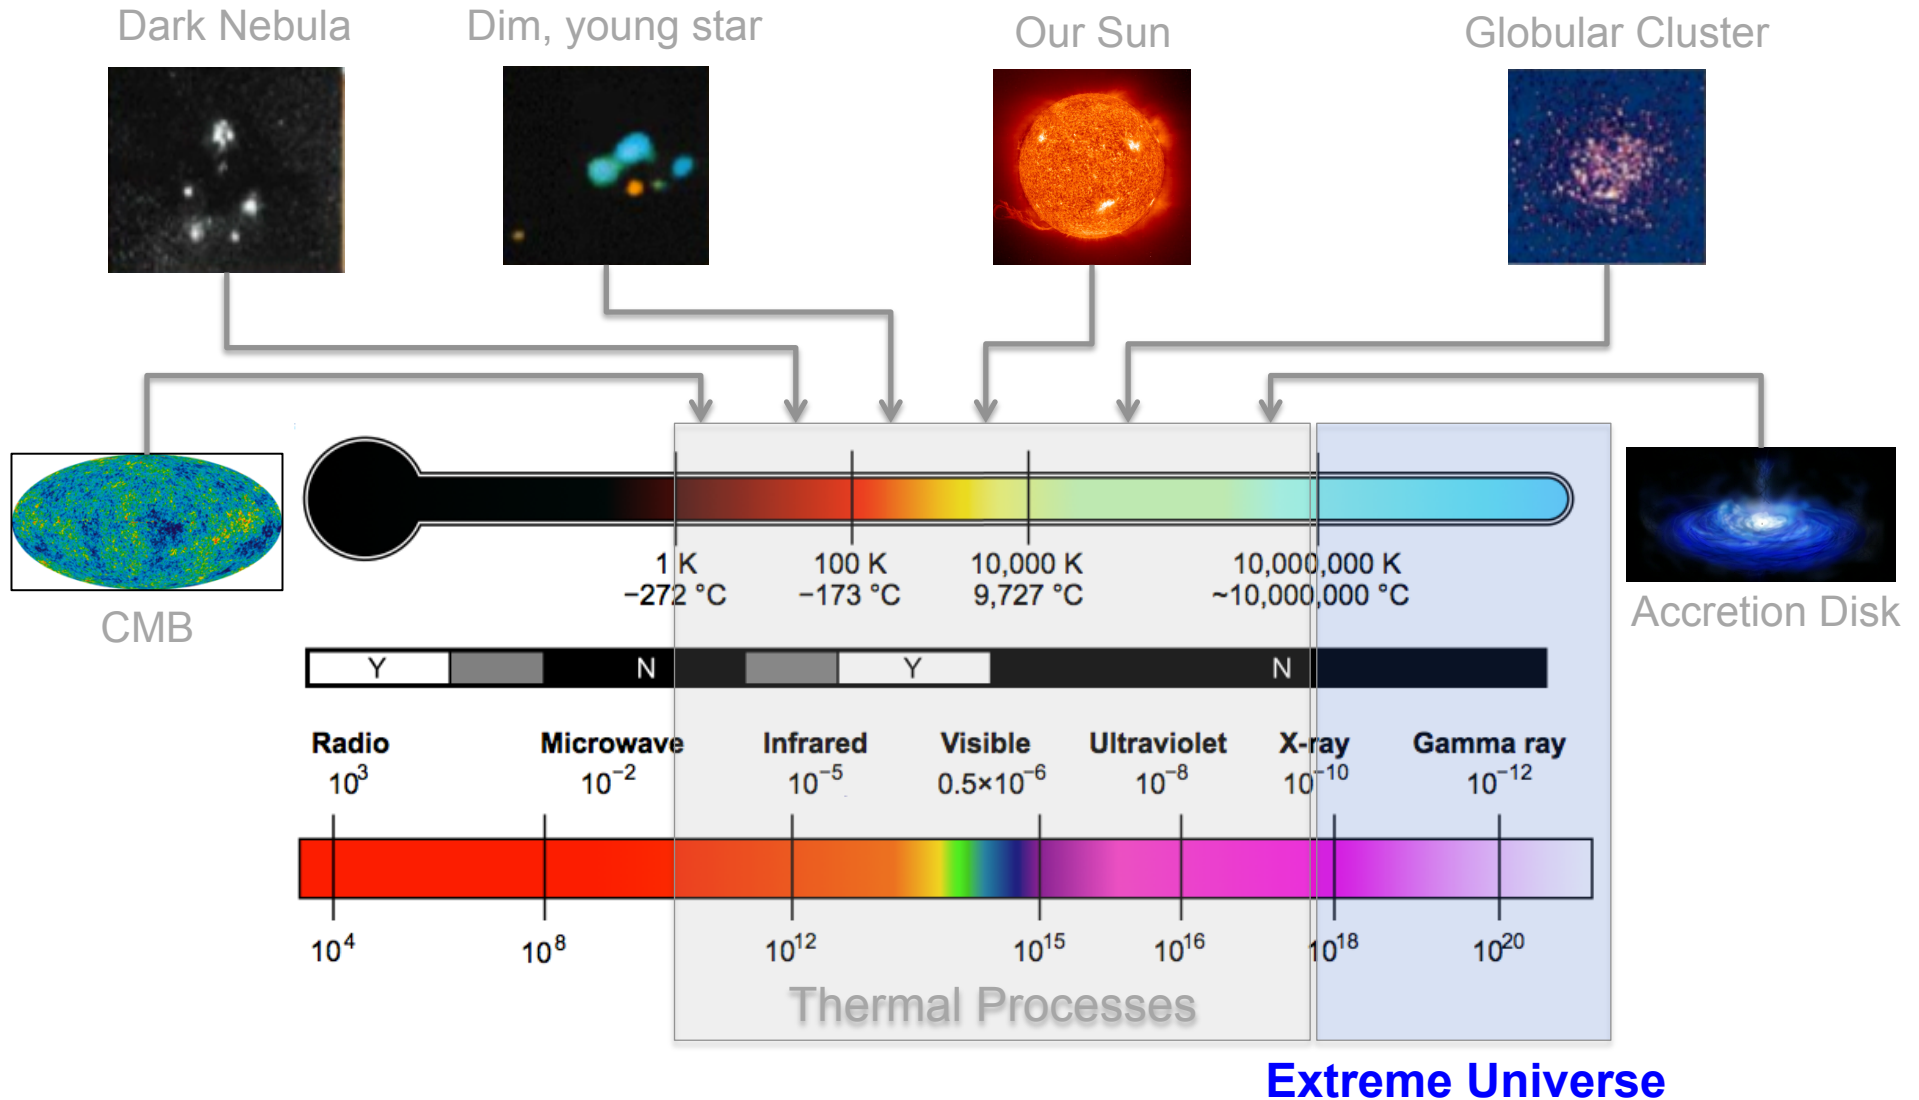 Dark Nebula
Dim, young star
Our Sun
Globular Cluster
CMB
Accretion Disk
1 K
100 K
10,000 K
10,000,000 K
−272 °C
−173 °C
9,727 °C
~10,000,000 °C
Y
N
Y
N
Radio
Microwave
Infrared
Visible
Ultraviolet
X-ray
Gamma ray
10³
10⁻²
10⁻⁵
0.5×10⁻⁶
10⁻⁸
10⁻¹⁰
10⁻¹²
10⁴
10⁸
10¹²
10¹⁵
10¹⁶
10¹⁸
10²⁰
Thermal Processes
Extreme Universe